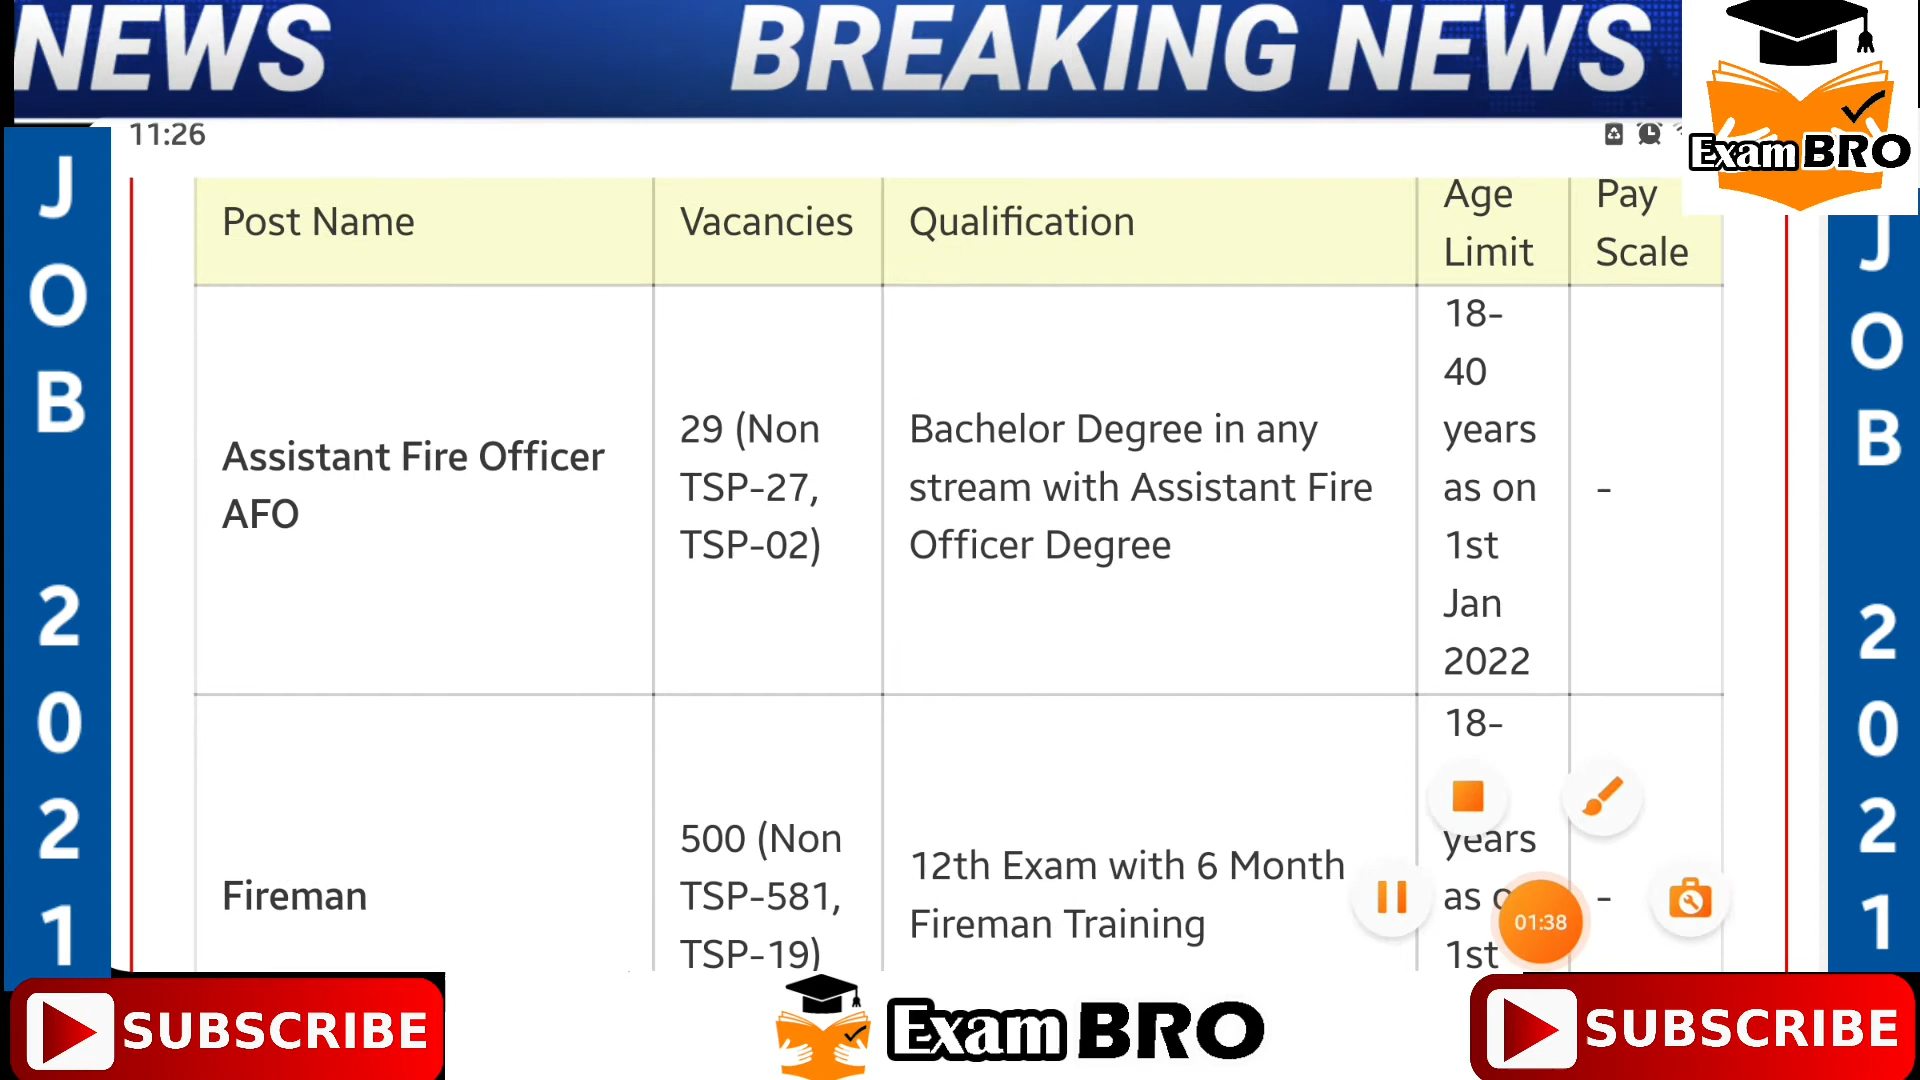 NEWS
BREAKING NEWS
Exam BRO
11:26
JOB 2021
JOB 2021
Post Name
Vacancies
Qualification
Age
Limit
Pay
Scale
Assistant Fire Officer
AFO
29 (Non
TSP-27,
TSP-02)
Bachelor Degree in any
stream with Assistant Fire
Officer Degree
18-
40
years
as on
1st
Jan
2022
-
Fireman
500 (Non
TSP-581,
TSP-19)
12th Exam with 6 Month
Fireman Training
18-
years
as
1st
-
01:38
SUBSCRIBE
Exam BRO
SUBSCRIBE